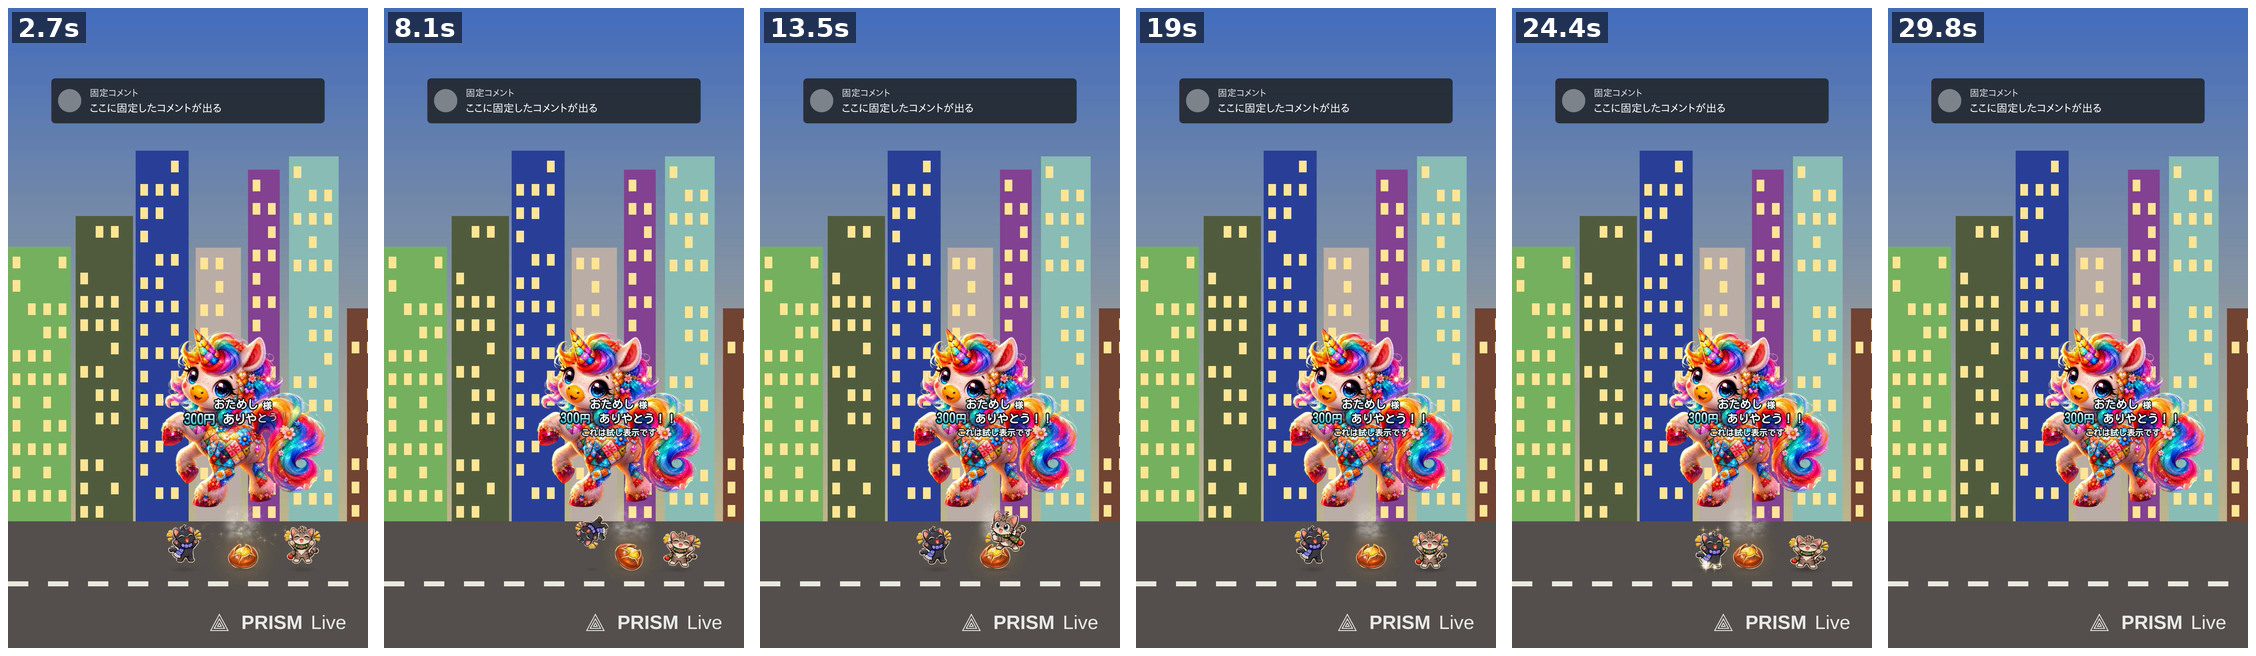 2.7s
固定コメント
ここに固定したコメントが出る
おためし 様
300円 ありやとっ
PRISM Live
8.1s
固定コメント
ここに固定したコメントが出る
おためし 様
300円 ありやとう！！
これは試し表示です
PRISM Live
13.5s
固定コメント
ここに固定したコメントが出る
おためし 様
300円 ありやとう！！
これは試し表示です
PRISM Live
19s
固定コメント
ここに固定したコメントが出る
おためし 様
300円 ありやとう！！
これは試し表示です
PRISM Live
24.4s
固定コメント
ここに固定したコメントが出る
おためし 様
300円 ありやとう！！
これは試し表示です
PRISM Live
29.8s
固定コメント
ここに固定したコメントが出る
おためし 様
300円 ありやとう！！
これは試し表示です
PRISM Live